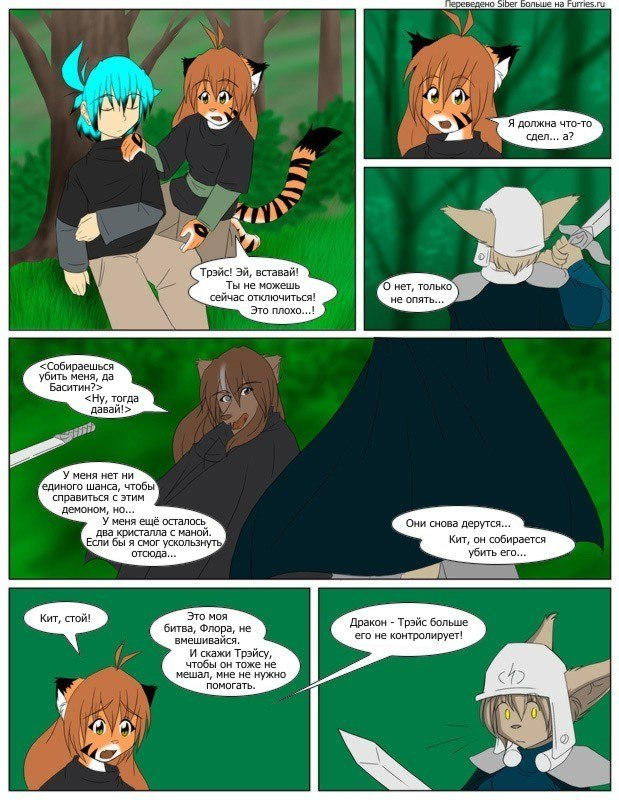 Переведено Siber Больше на Furries.ru
Трэйс! Эй, вставай!
Ты не можешь
сейчас отключиться!
Это плохо...!
Я должна что-то
сдел... а?
О нет, только
не опять...
<Собираешься
убить меня, да
Баситин?>
<Ну, тогда
давай!>
У меня нет ни
единого шанса, чтобы
справиться с этим
демоном, но...
У меня ещё осталось
два кристалла с маной.
Если бы я смог ускользнуть
отсюда...
Они снова дерутся...
Кит, он собирается
убить его...
Кит, стой!
Это моя
битва, Флора, не
вмешивайся.
И скажи Трэйсу,
чтобы он тоже не
мешал, мне не нужно
помогать.
Дракон - Трэйс больше
его не контролирует!